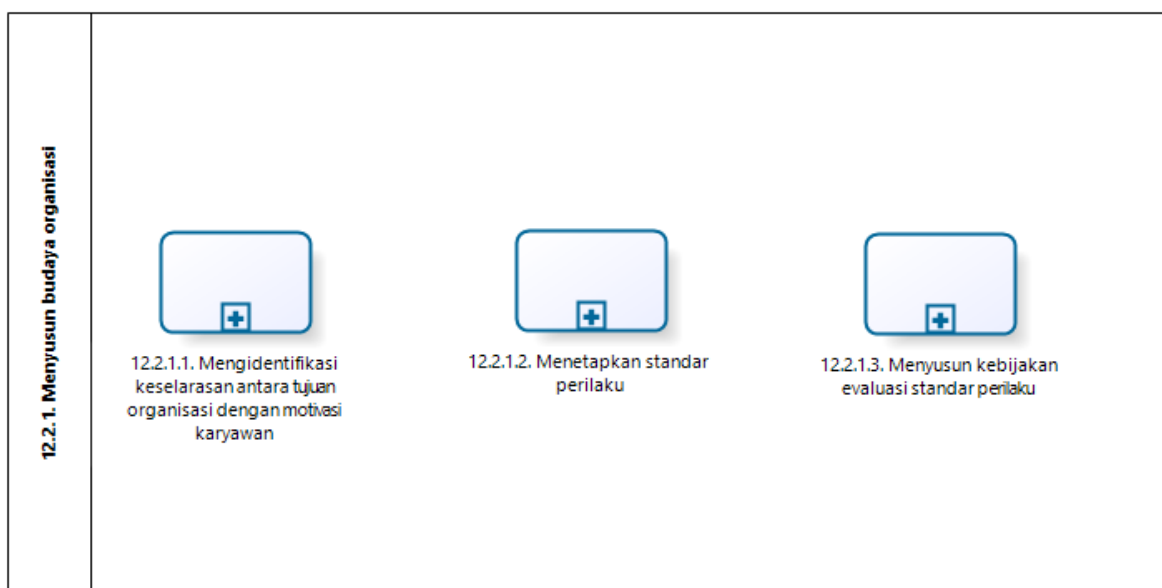 12.2.1. Menyusun budaya organisasi
12.2.1.1. Mengidentifikasi
keselarasan antara tujuan
organisasi dengan motivasi
karyawan
12.2.1.2. Menetapkan standar
perilaku
12.2.1.3. Menyusun kebijakan
evaluasi standar perilaku